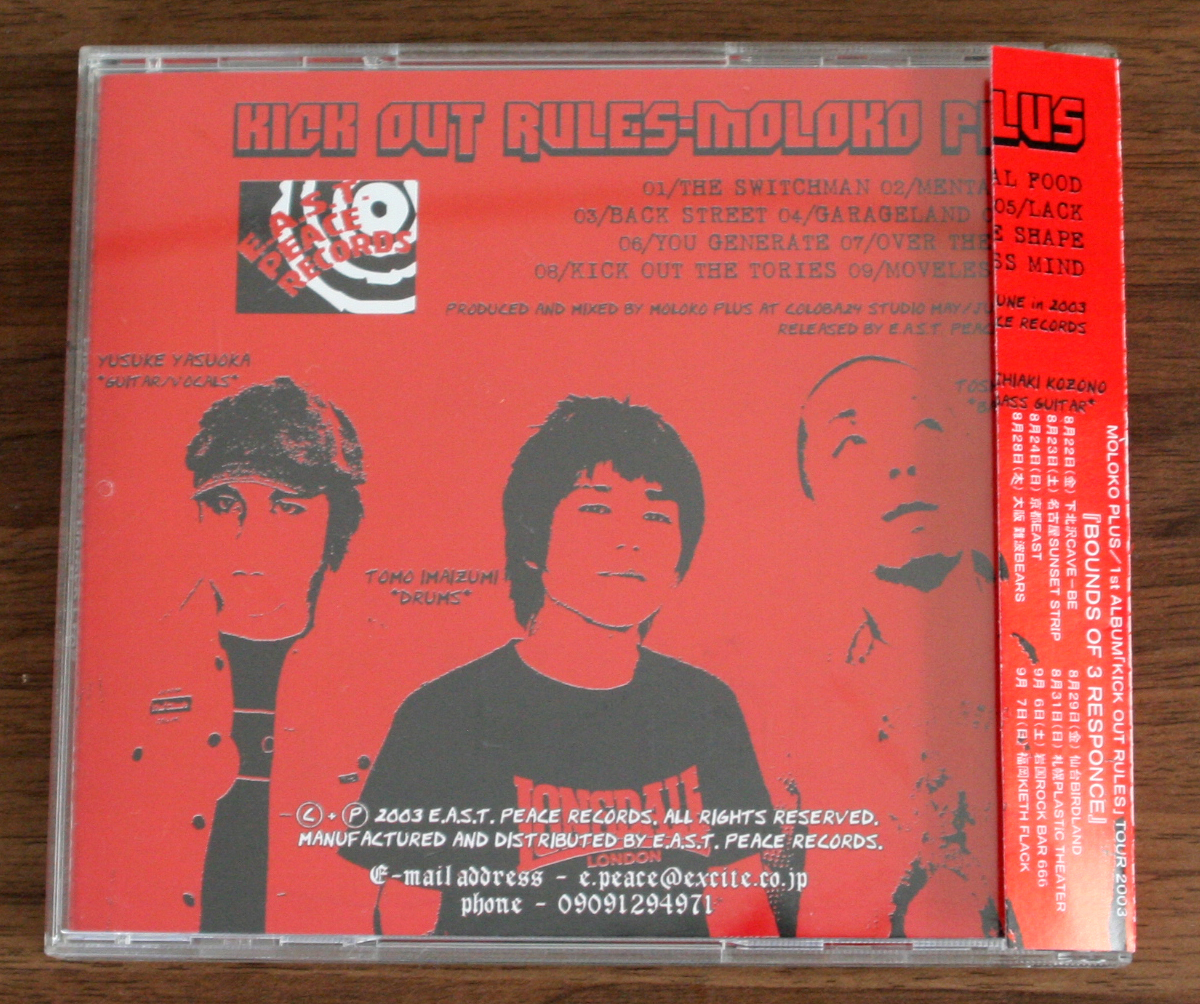 KICK OUT RULES-MOLOKO PLUS
E.A.S.T.
PEACE
RECORDS
01/THE SWITCHMAN 02/MENTAL FOOD
03/BACK STREET 04/GARAGELAND 05/LACK
06/YOU GENERATE 07/OVER THE SHAPE
08/KICK OUT THE TORIES 09/MOVELESS MIND
PRODUCED AND MIXED BY MOLOKO PLUS AT COLOBA24 STUDIO MAY/JUNE in 2003
RELEASED BY E.A.S.T. PEACE RECORDS
YUSUKE YASUOKA
*GUITAR/VOCALS*
TOSHIAKI KOZONO
*BASS GUITAR*
TOMO IMAIZUMI
*DRUMS*
LONSDALE
LONDON
Ⓒ + Ⓟ 2003 E.A.S.T. PEACE RECORDS. ALL RIGHTS RESERVED.
MANUFACTURED AND DISTRIBUTED BY E.A.S.T. PEACE RECORDS.
E-mail address - e.peace@excite.co.jp
phone - 09091294971
MOLOKO PLUS/1st ALBUM「KICK OUT RULES」TOUR 2003
『BOUNDS OF 3 RESPONCE』
8月22日(金) 下北沢CAVE-BE
8月23日(土) 名古屋SUNSET STRIP
8月24日(日) 京都EAST
8月28日(木) 大阪 難波BEARS
8月29日(金) 仙台BIRDLAND
8月31日(日) 札幌PLASTIC THEATER
9月 6日(土) 岩国ROCK BAR 666
9月 7日(日) 福岡KIETH FLACK